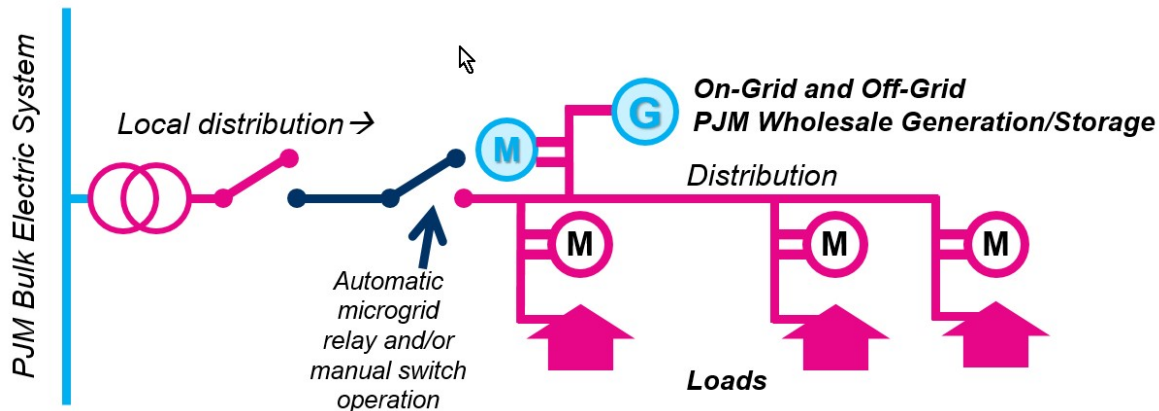 PJM Bulk Electric System
Local distribution→
On-Grid and Off-Grid
PJM Wholesale Generation/Storage
G
M
Distribution
M
M
M
Automatic
microgrid
relay and/or
manual switch
operation
Loads